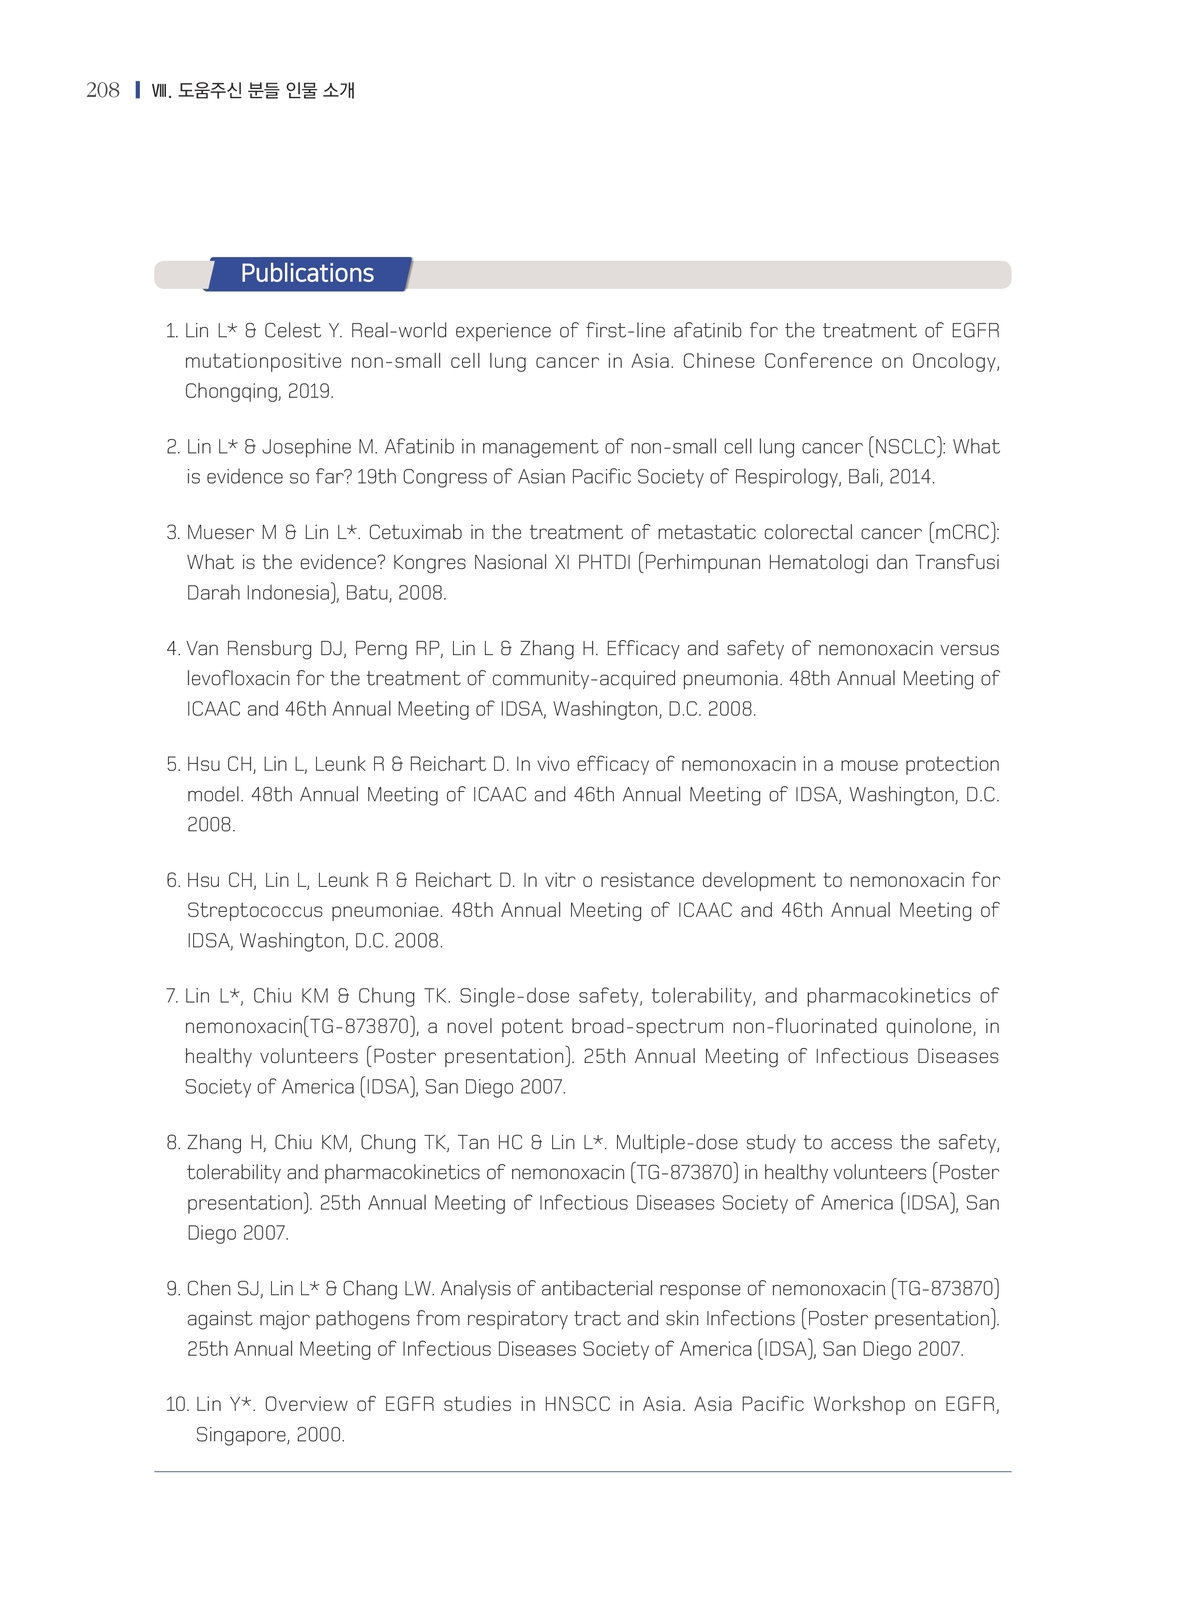 208 Ⅷ. 도움주신 분들 인물 소개
Publications
1. Lin L* & Celest Y. Real-world experience of first-line afatinib for the treatment of EGFR
mutationpositive non-small cell lung cancer in Asia. Chinese Conference on Oncology,
Chongqing, 2019.
2. Lin L* & Josephine M. Afatinib in management of non-small cell lung cancer (NSCLC): What
is evidence so far? 19th Congress of Asian Pacific Society of Respirology, Bali, 2014.
3. Mueser M & Lin L*. Cetuximab in the treatment of metastatic colorectal cancer (mCRC):
What is the evidence? Kongres Nasional XI PHTDI (Perhimpunan Hematologi dan Transfusi
Darah Indonesia), Batu, 2008.
4. Van Rensburg DJ, Perng RP, Lin L & Zhang H. Efficacy and safety of nemonoxacin versus
levofloxacin for the treatment of community-acquired pneumonia. 48th Annual Meeting of
ICAAC and 46th Annual Meeting of IDSA, Washington, D.C. 2008.
5. Hsu CH, Lin L, Leunk R & Reichart D. In vivo efficacy of nemonoxacin in a mouse protection
model. 48th Annual Meeting of ICAAC and 46th Annual Meeting of IDSA, Washington, D.C.
2008.
6. Hsu CH, Lin L, Leunk R & Reichart D. In vitr o resistance development to nemonoxacin for
Streptococcus pneumoniae. 48th Annual Meeting of ICAAC and 46th Annual Meeting of
IDSA, Washington, D.C. 2008.
7. Lin L*, Chiu KM & Chung TK. Single-dose safety, tolerability, and pharmacokinetics of
nemonoxacin(TG-873870), a novel potent broad-spectrum non-fluorinated quinolone, in
healthy volunteers (Poster presentation). 25th Annual Meeting of Infectious Diseases
Society of America (IDSA), San Diego 2007.
8. Zhang H, Chiu KM, Chung TK, Tan HC & Lin L*. Multiple-dose study to access the safety,
tolerability and pharmacokinetics of nemonoxacin (TG-873870) in healthy volunteers (Poster
presentation). 25th Annual Meeting of Infectious Diseases Society of America (IDSA), San
Diego 2007.
9. Chen SJ, Lin L* & Chang LW. Analysis of antibacterial response of nemonoxacin (TG-873870)
against major pathogens from respiratory tract and skin Infections (Poster presentation).
25th Annual Meeting of Infectious Diseases Society of America (IDSA), San Diego 2007.
10. Lin Y*. Overview of EGFR studies in HNSCC in Asia. Asia Pacific Workshop on EGFR,
Singapore, 2000.